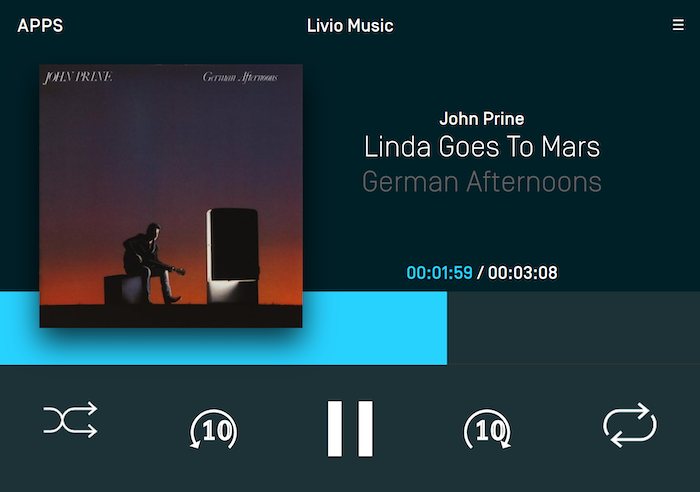 APPS
Livio Music
JOHN PRINE
German Afternoons
John Prine
Linda Goes To Mars
German Afternoons
00:01:59 / 00:03:08
10
10